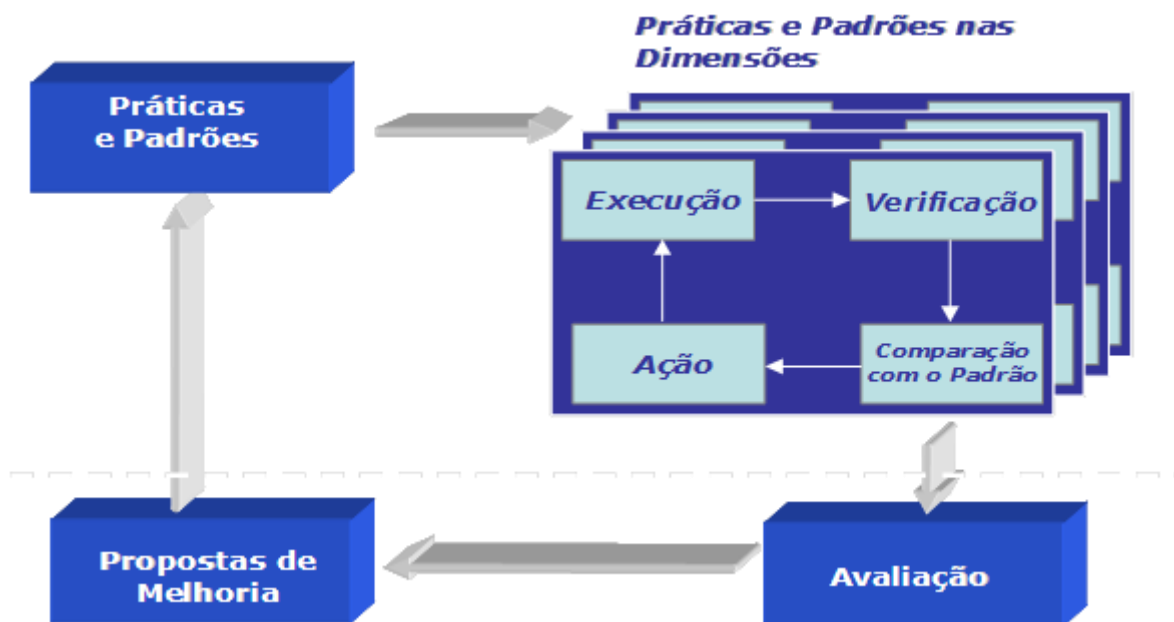 Práticas e Padrões nas
Dimensões
Práticas
e Padrões
Execução
Verificação
Ação
Comparação
com o Padrão
Propostas de
Melhoria
Avaliação